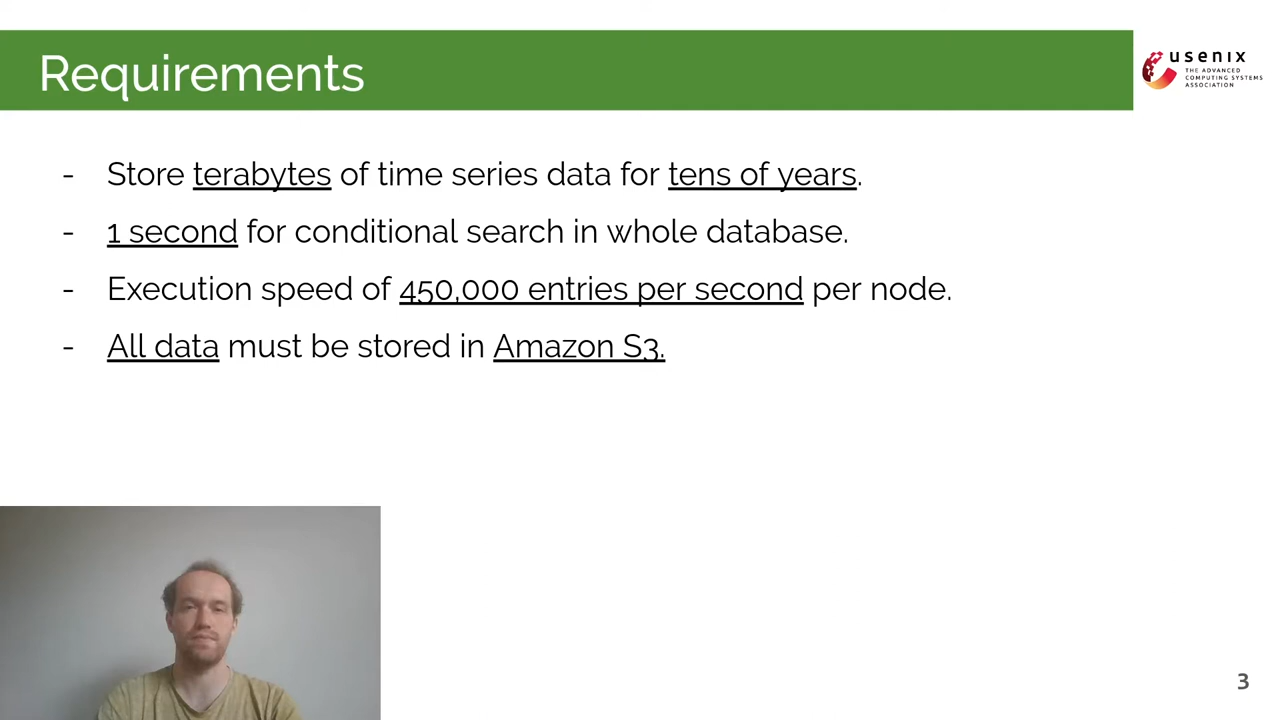 Requirements
usenix
THE ADVANCED
COMPUTING SYSTEMS
ASSOCIATION
- Store terabytes of time series data for tens of years.
- 1 second for conditional search in whole database.
- Execution speed of 450,000 entries per second per node.
- All data must be stored in Amazon S3.
3